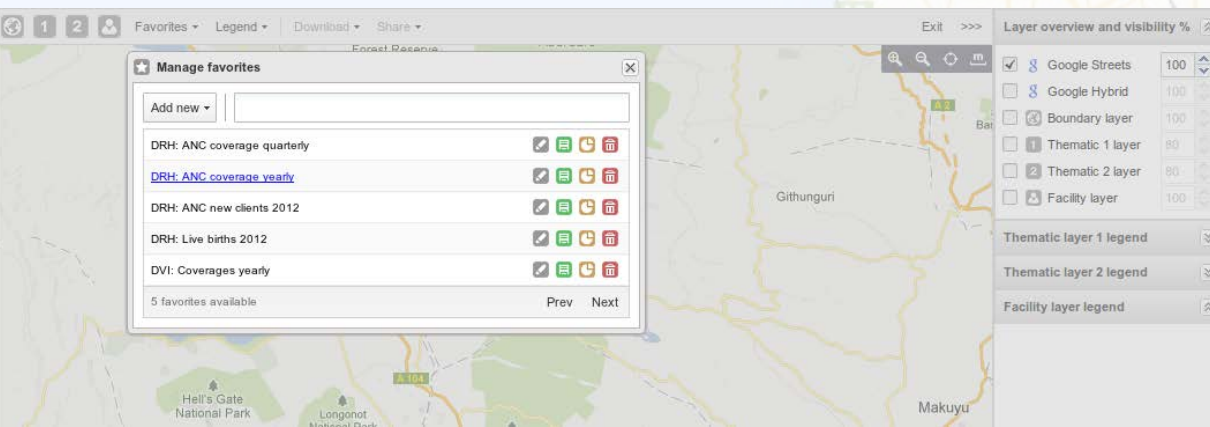 1 2 Favorites Legend Download Share Exit >>> Layer overview and visibility %
Forest Reserve
Manage favorites
Add new
DRH: ANC coverage quarterly
DRH: ANC coverage yearly
DRH: ANC new clients 2012
DRH: Live births 2012
DVI: Coverages yearly
5 favorites available Prev Next
m
A 2
Githunguri
A 104
Hell's Gate
National Park
Longonot
National Park
Makuyu
Google Streets 100
Google Hybrid 100
Boundary layer 100
1 Thematic 1 layer 80
2 Thematic 2 layer 80
Facility layer 100
Thematic layer 1 legend
Thematic layer 2 legend
Facility layer legend